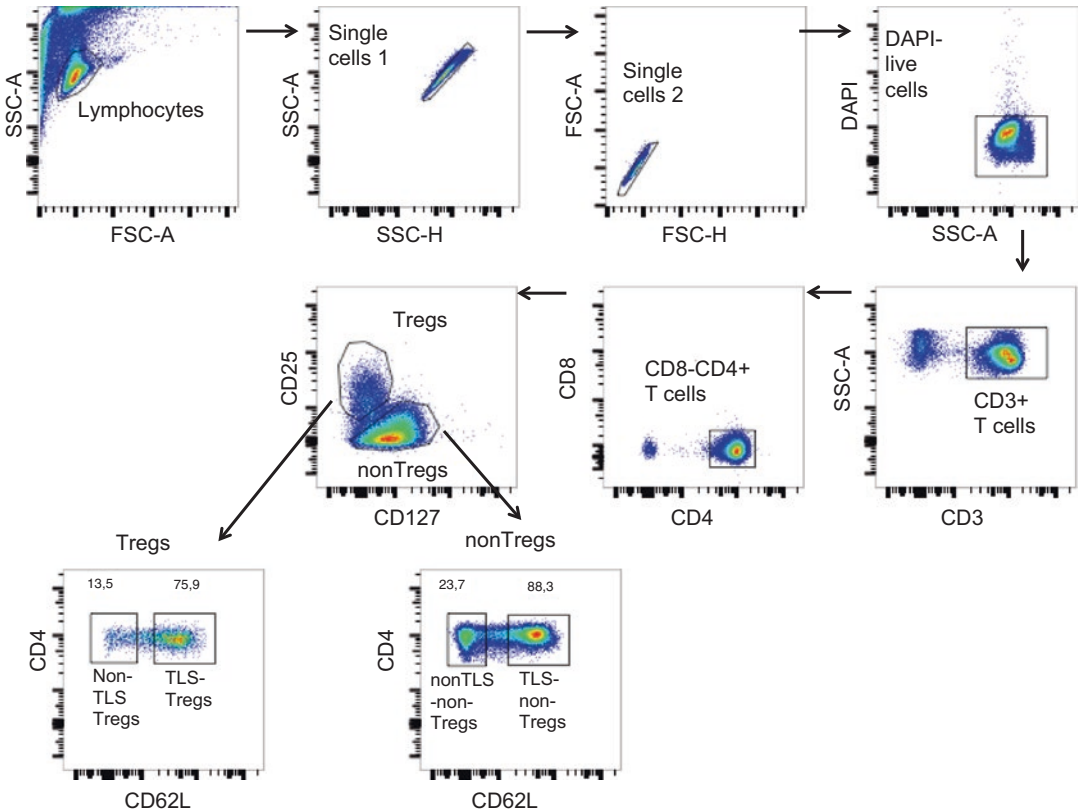 SSC-A
Lymphocytes
FSC-A
SSC-A
Single
cells 1
SSC-H
FSC-A
Single
cells 2
FSC-H
DAPI
DAPI-
live
cells
SSC-A
CD25
Tregs
nonTregs
CD127
CD8
CD8-CD4+
T cells
CD4
SSC-A
CD3+
T cells
CD3
Tregs
13,5
75,9
CD4
Non-
TLS
Tregs
TLS-
Tregs
CD62L
nonTregs
23,7
88,3
CD4
nonTLS
-non-
Tregs
TLS-
non-
Tregs
CD62L